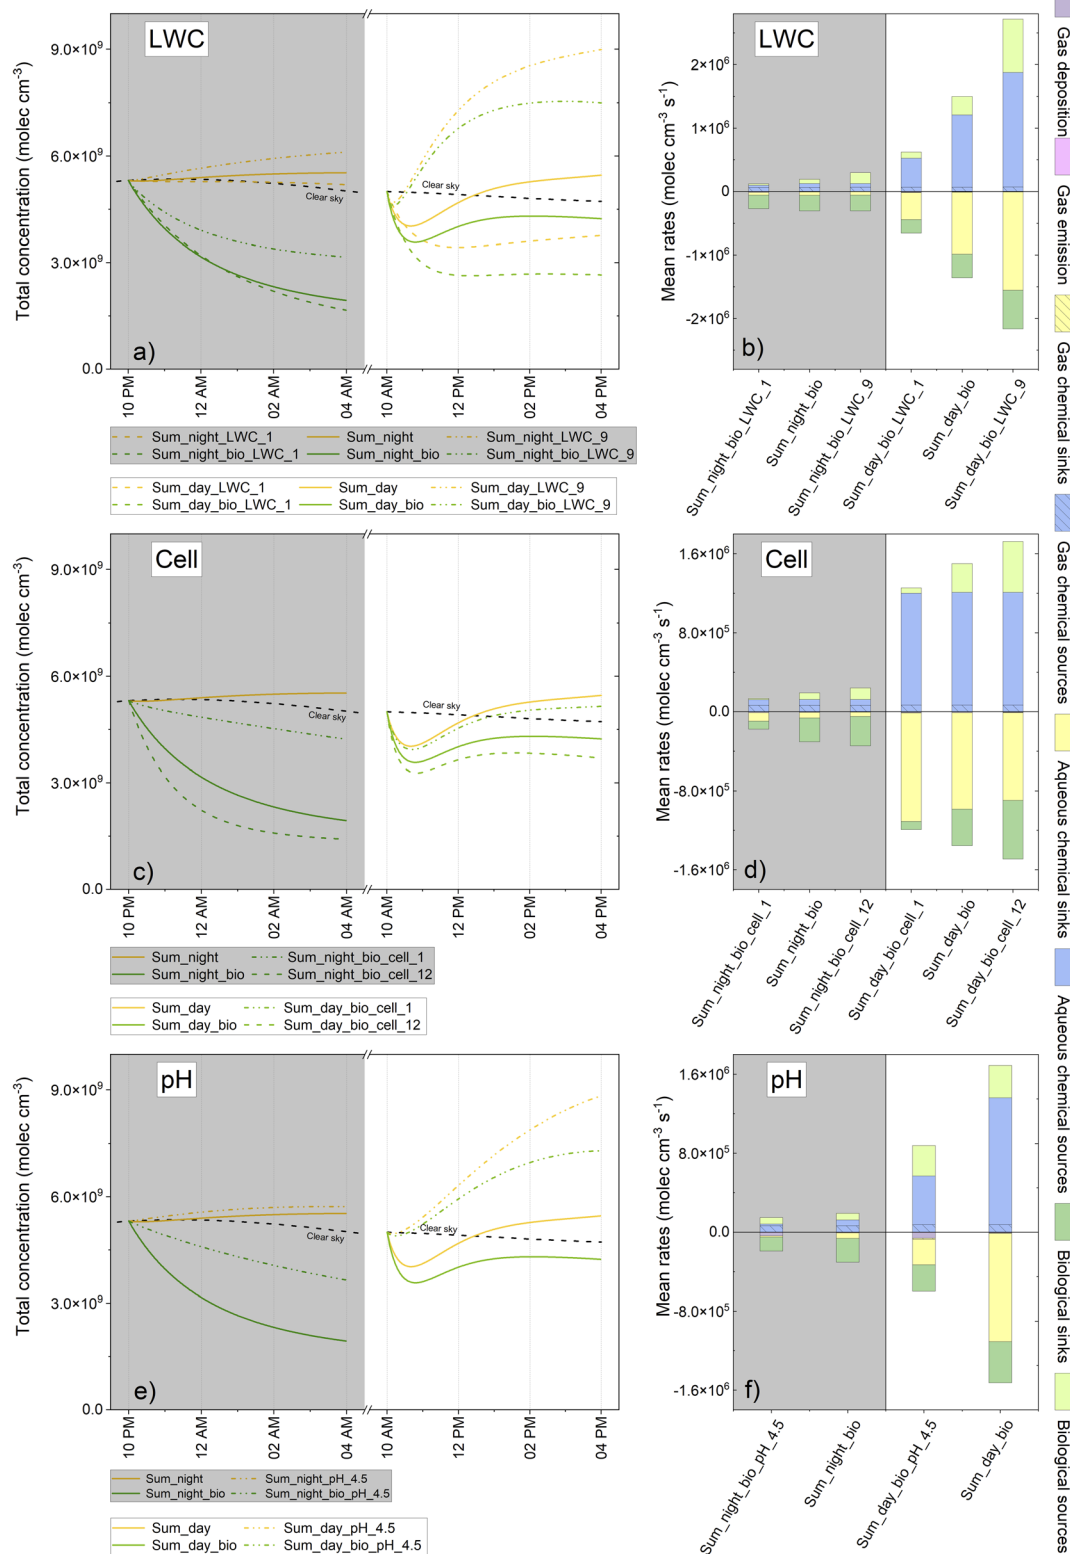 LWC
Total concentration (molec cm-3)
9.0×10⁹
6.0×10⁹
3.0×10⁹
0.0
Clear sky
Clear sky
a)
10 PM
12 AM
02 AM
04 AM
10 AM
12 PM
02 PM
04 PM
Sum_night_LWC_1
Sum_night
Sum_night_LWC_9
Sum_night_bio_LWC_1
Sum_night_bio
Sum_night_bio_LWC_9
Sum_day_LWC_1
Sum_day
Sum_day_LWC_9
Sum_day_bio_LWC_1
Sum_day_bio
Sum_day_bio_LWC_9
LWC
Mean rates (molec cm-3 s-1)
2×10⁶
1×10⁶
0
-1×10⁶
-2×10⁶
b)
Sum_night_bio_LWC_1
Sum_night_bio
Sum_night_bio_LWC_9
Sum_day_bio_LWC_1
Sum_day_bio
Sum_day_bio_LWC_9
Cell
Total concentration (molec cm-3)
9.0×10⁹
6.0×10⁹
3.0×10⁹
0.0
Clear sky
Clear sky
c)
10 PM
12 AM
02 AM
04 AM
10 AM
12 PM
02 PM
04 PM
Sum_night
Sum_night_bio_cell_1
Sum_night_bio
Sum_night_bio_cell_12
Sum_day
Sum_day_bio_cell_1
Sum_day_bio
Sum_day_bio_cell_12
Cell
Mean rates (molec cm-3 s-1)
1.6×10⁶
8.0×10⁵
0.0
-8.0×10⁵
-1.6×10⁶
d)
Sum_night_bio_cell_1
Sum_night_bio
Sum_night_bio_cell_12
Sum_day_bio_cell_1
Sum_day_bio
Sum_day_bio_cell_12
pH
Total concentration (molec cm-3)
9.0×10⁹
6.0×10⁹
3.0×10⁹
0.0
Clear sky
Clear sky
e)
10 PM
12 AM
02 AM
04 AM
10 AM
12 PM
02 PM
04 PM
Sum_night
Sum_night_pH_4.5
Sum_night_bio
Sum_night_bio_pH_4.5
Sum_day
Sum_day_pH_4.5
Sum_day_bio
Sum_day_bio_pH_4.5
pH
Mean rates (molec cm-3 s-1)
1.6×10⁶
8.0×10⁵
0.0
-8.0×10⁵
-1.6×10⁶
f)
Sum_night_bio_pH_4.5
Sum_night_bio
Sum_day_bio_pH_4.5
Sum_day_bio
Gas deposition
Gas emission
Gas chemical sinks
Gas chemical sources
Aqueous chemical sinks
Aqueous chemical sources
Biological sinks
Biological sources